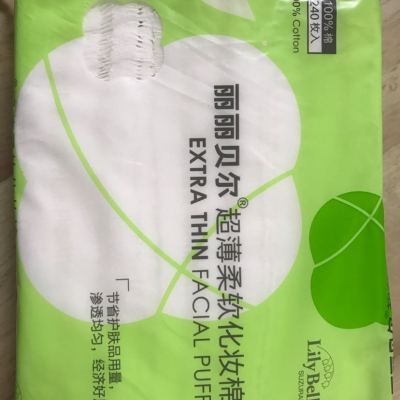 100%棉
240枚入
00% Cotton
丽丽贝尔®超薄柔软化妆棉
EXTRA THIN FACIAL PUFF
「节省护肤品用量,
渗透均匀,经济好
LilyBell
SUZURAN